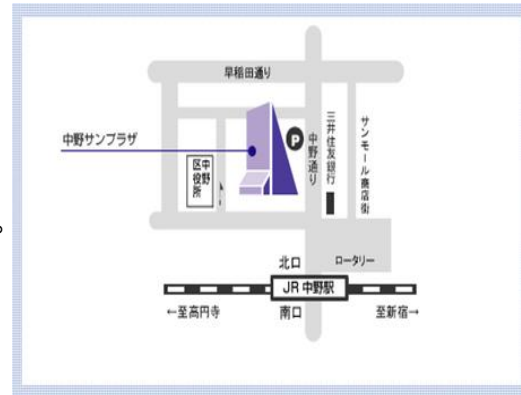 早稲田通り
中野サンプラザ
P
中野通り
三井住友銀行
サンモール商店街
中野
区役所
北口
ロータリー
JR 中野駅
←至高円寺
南口
至新宿→
。